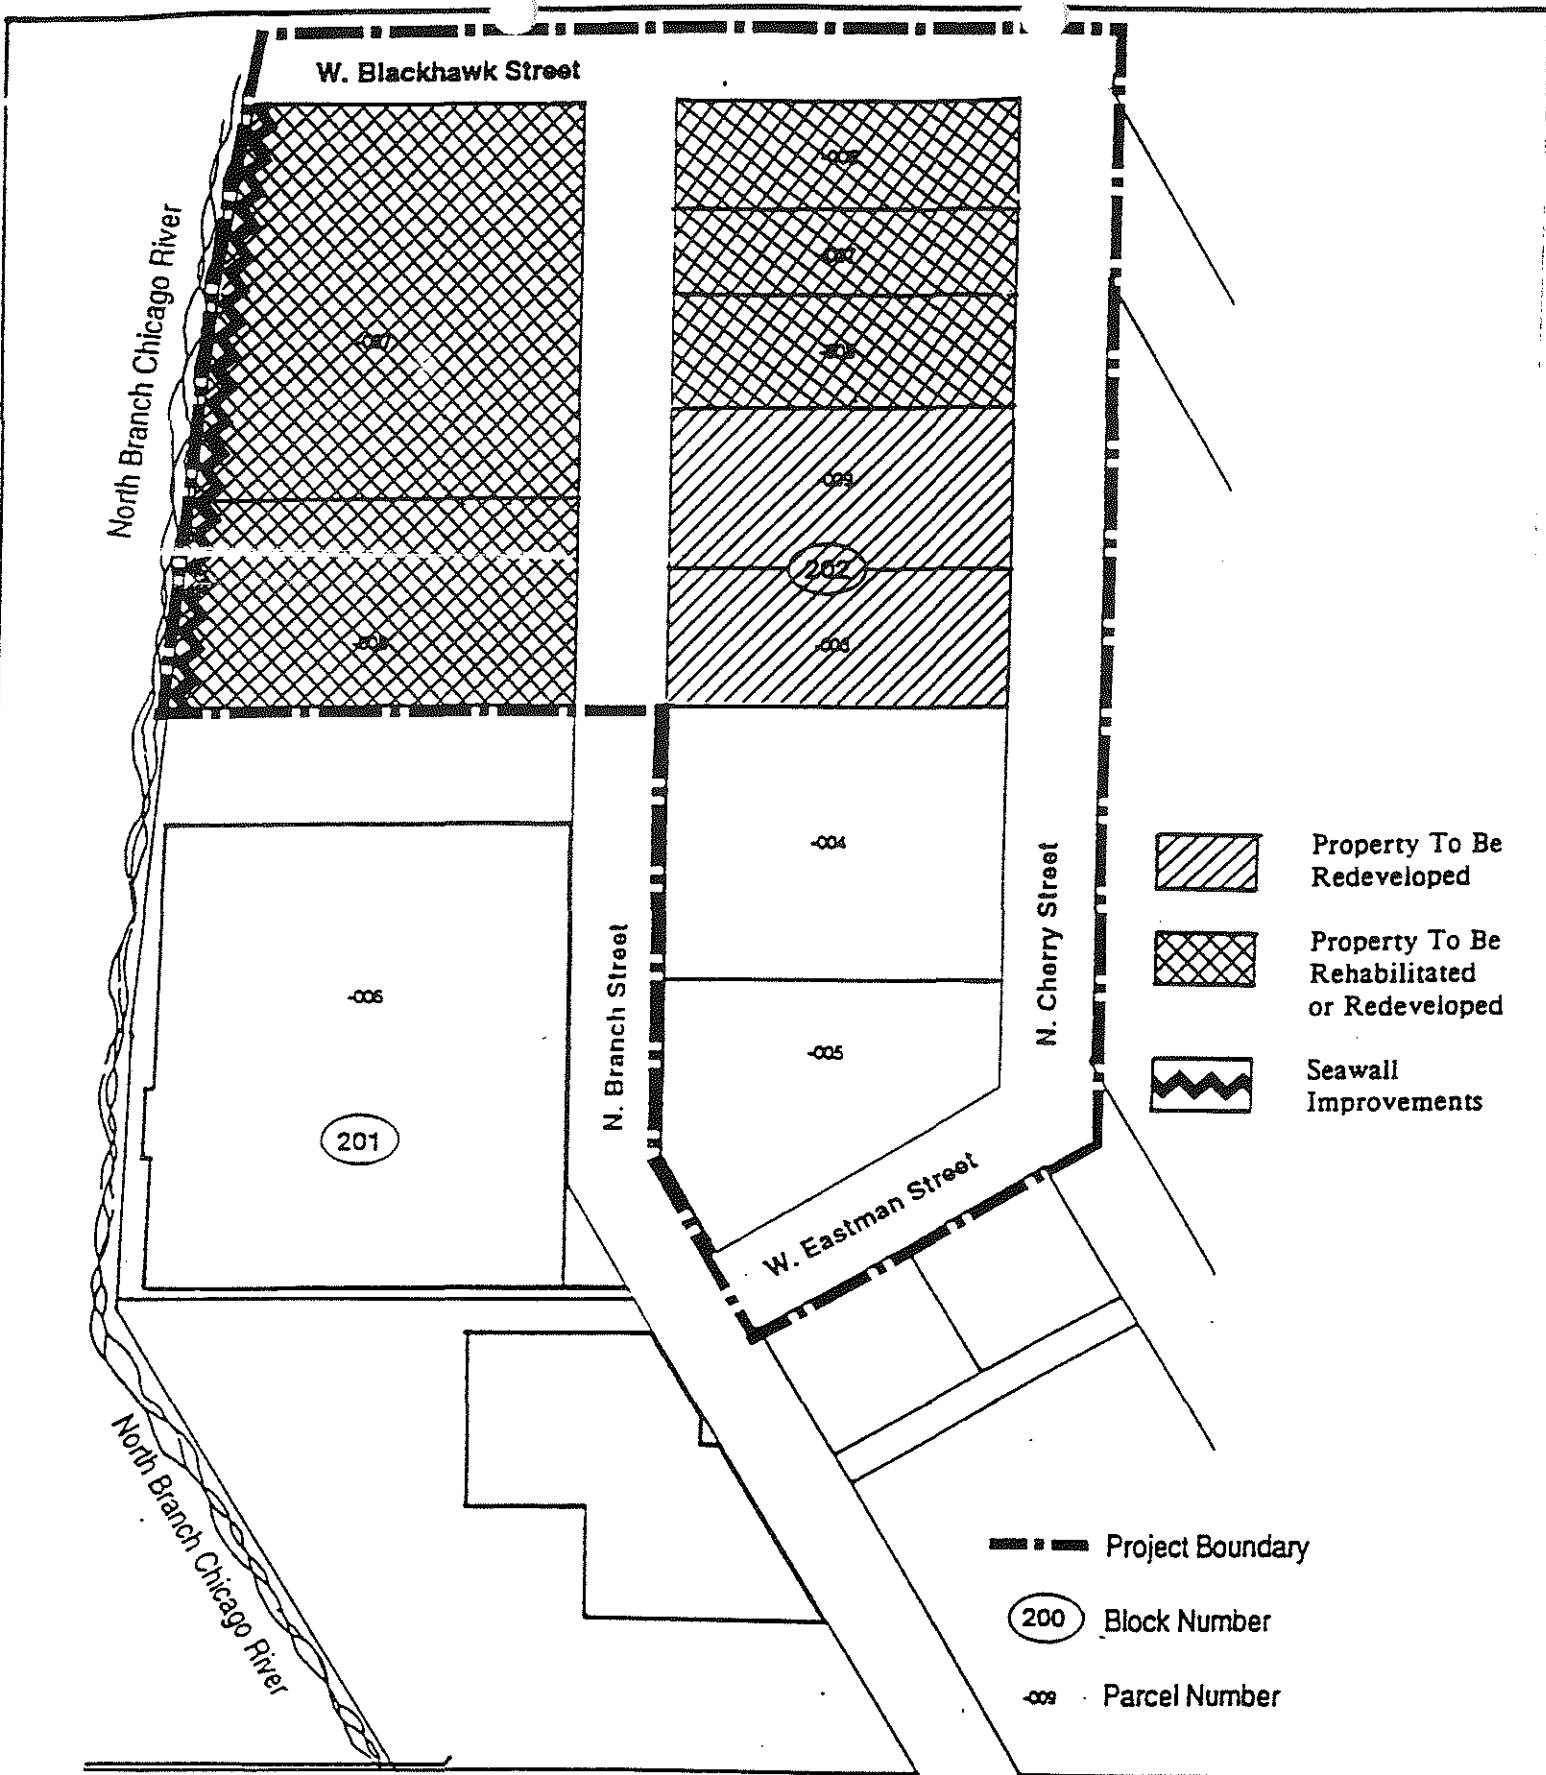 W. Blackhawk Street
North Branch Chicago River
202
-004
-005
-006
201
N. Branch Street
N. Cherry Street
W. Eastman Street
North Branch Chicago River
Property To Be
Redeveloped
Property To Be
Rehabilitated
or Redeveloped
Seawall
Improvements
Project Boundary
200 Block Number
-009 Parcel Number